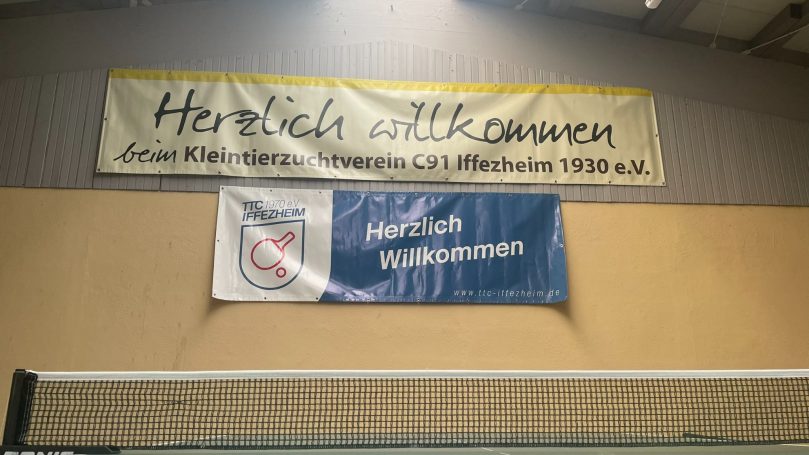 Herzlich willkommen
beim Kleintierzuchtverein C91 Iffezheim 1930 e.V.
TTC 1970 e.V.
IFFEZHEIM
Herzlich
Willkommen
www.ttc-iffezheim.de